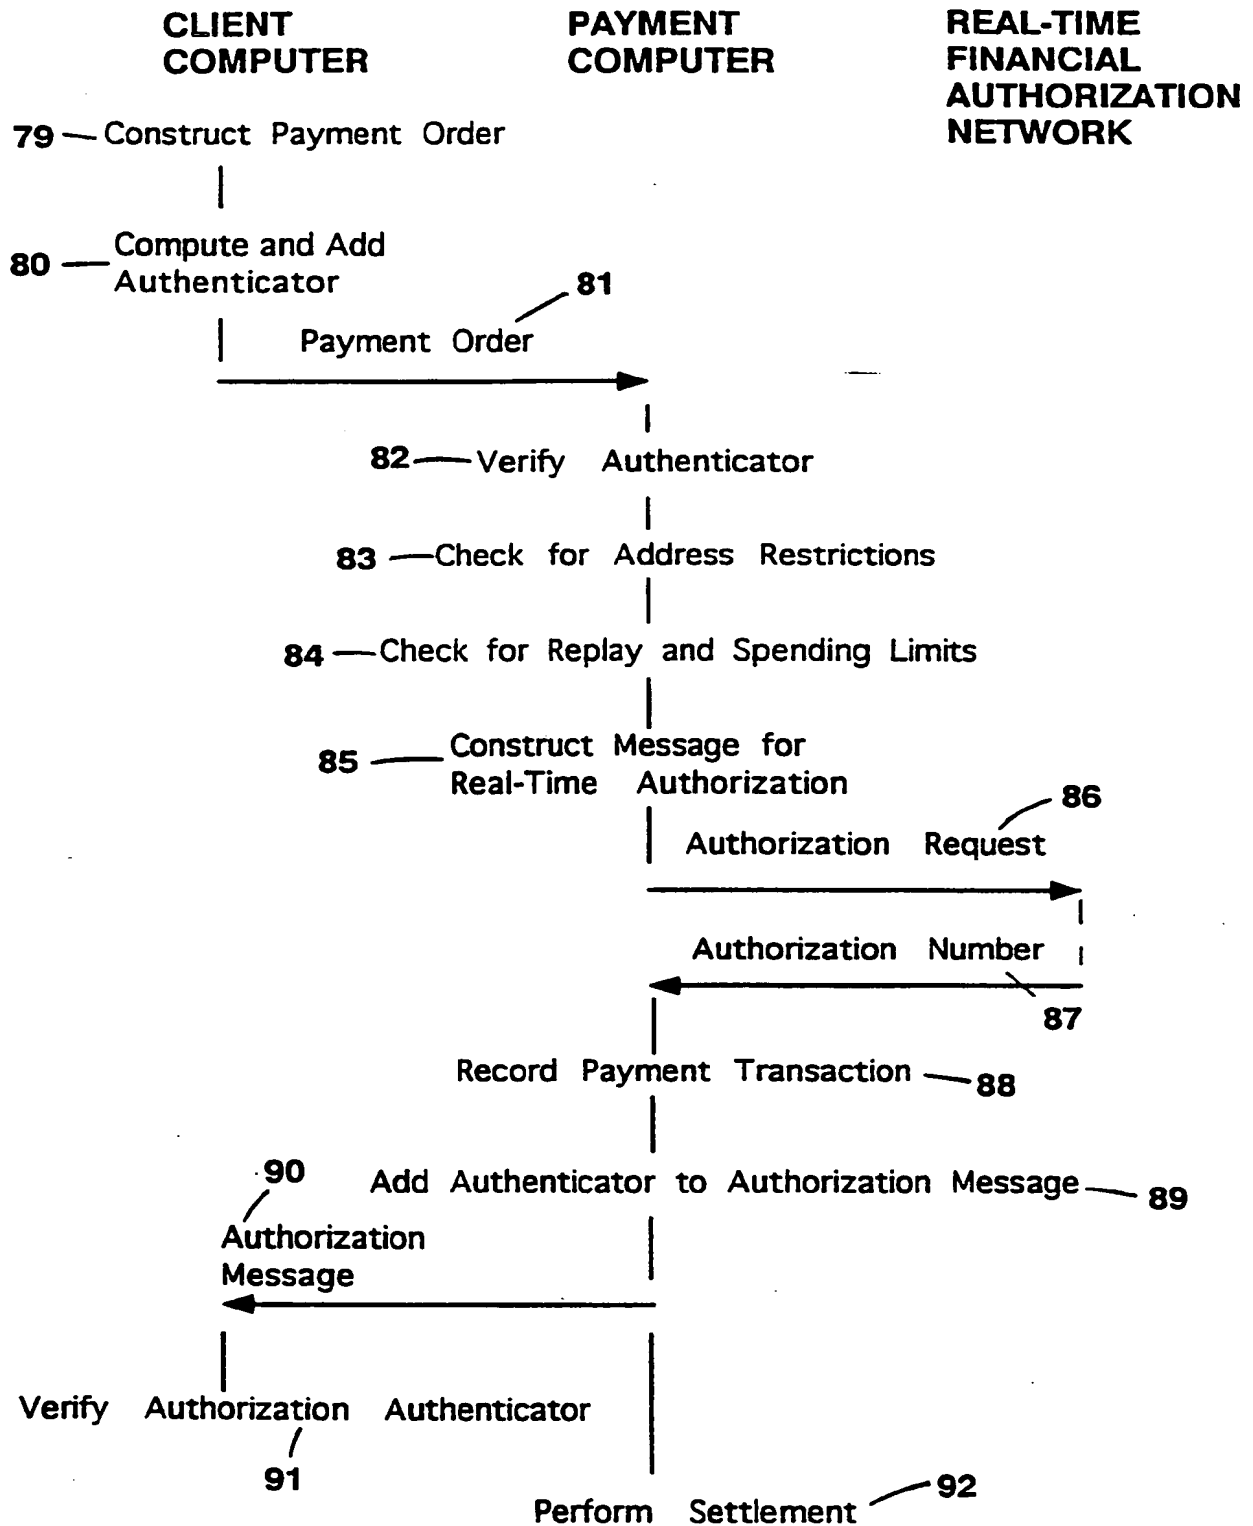 CLIENT
COMPUTER
PAYMENT
COMPUTER
REAL-TIME
FINANCIAL
AUTHORIZATION
NETWORK
79 Construct Payment Order
80 Compute and Add
Authenticator
81
Payment Order
82 Verify Authenticator
83 Check for Address Restrictions
84 Check for Replay and Spending Limits
85 Construct Message for
Real-Time Authorization
86
Authorization Request
Authorization Number
87
Record Payment Transaction 88
90
Add Authenticator to Authorization Message 89
Authorization
Message
Verify Authorization Authenticator
91
92
Perform Settlement